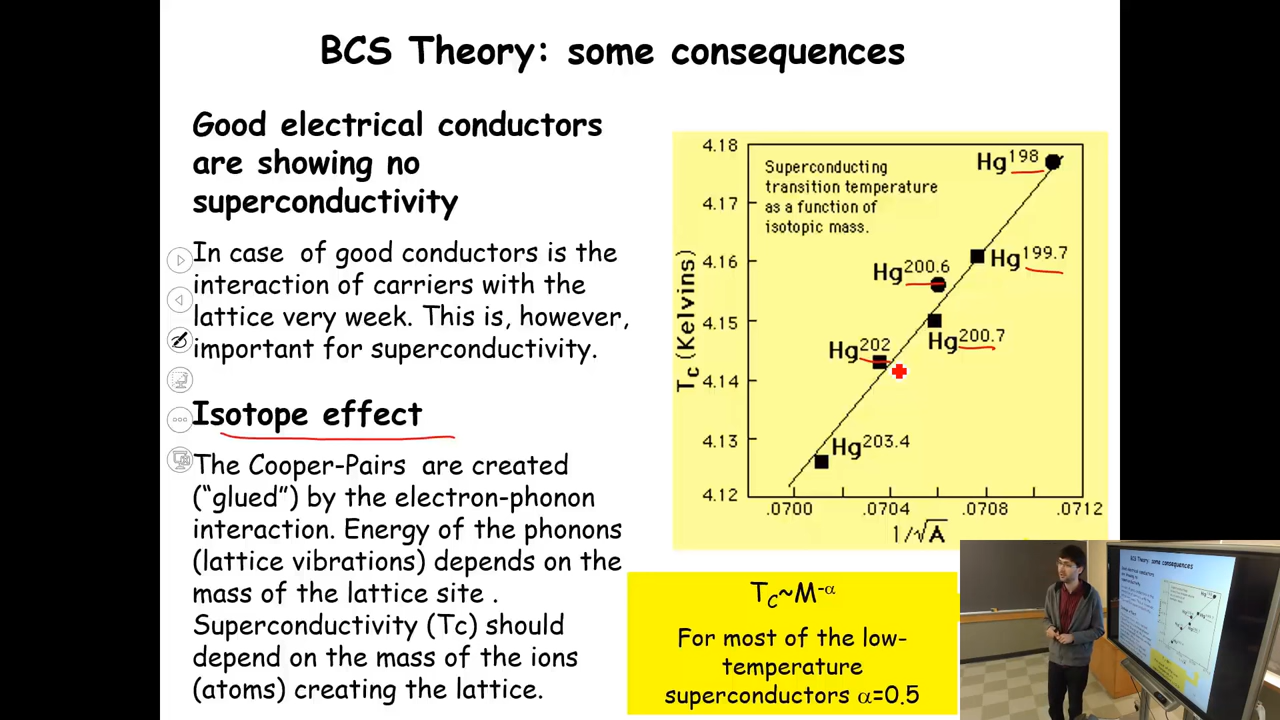 BCS Theory: some consequences
Good electrical conductors
are showing no
superconductivity
In case of good conductors is the
interaction of carriers with the
lattice very week. This is, however,
important for superconductivity.
Isotope effect
The Cooper-Pairs are created
("glued") by the electron-phonon
interaction. Energy of the phonons
(lattice vibrations) depends on the
mass of the lattice site .
Superconductivity (Tc) should
depend on the mass of the ions
(atoms) creating the lattice.
Superconducting
transition temperature
as a function of
isotopic mass.
Tc (Kelvins)
4.18
4.17
4.16
4.15
4.14
4.13
4.12
Hg198
Hg199.7
Hg200.6
Hg200.7
Hg202
Hg203.4
.0700 .0704 .0708 .0712
1/√A
TC~M-α
For most of the low-
temperature
superconductors α=0.5
BCS Theory: some consequences